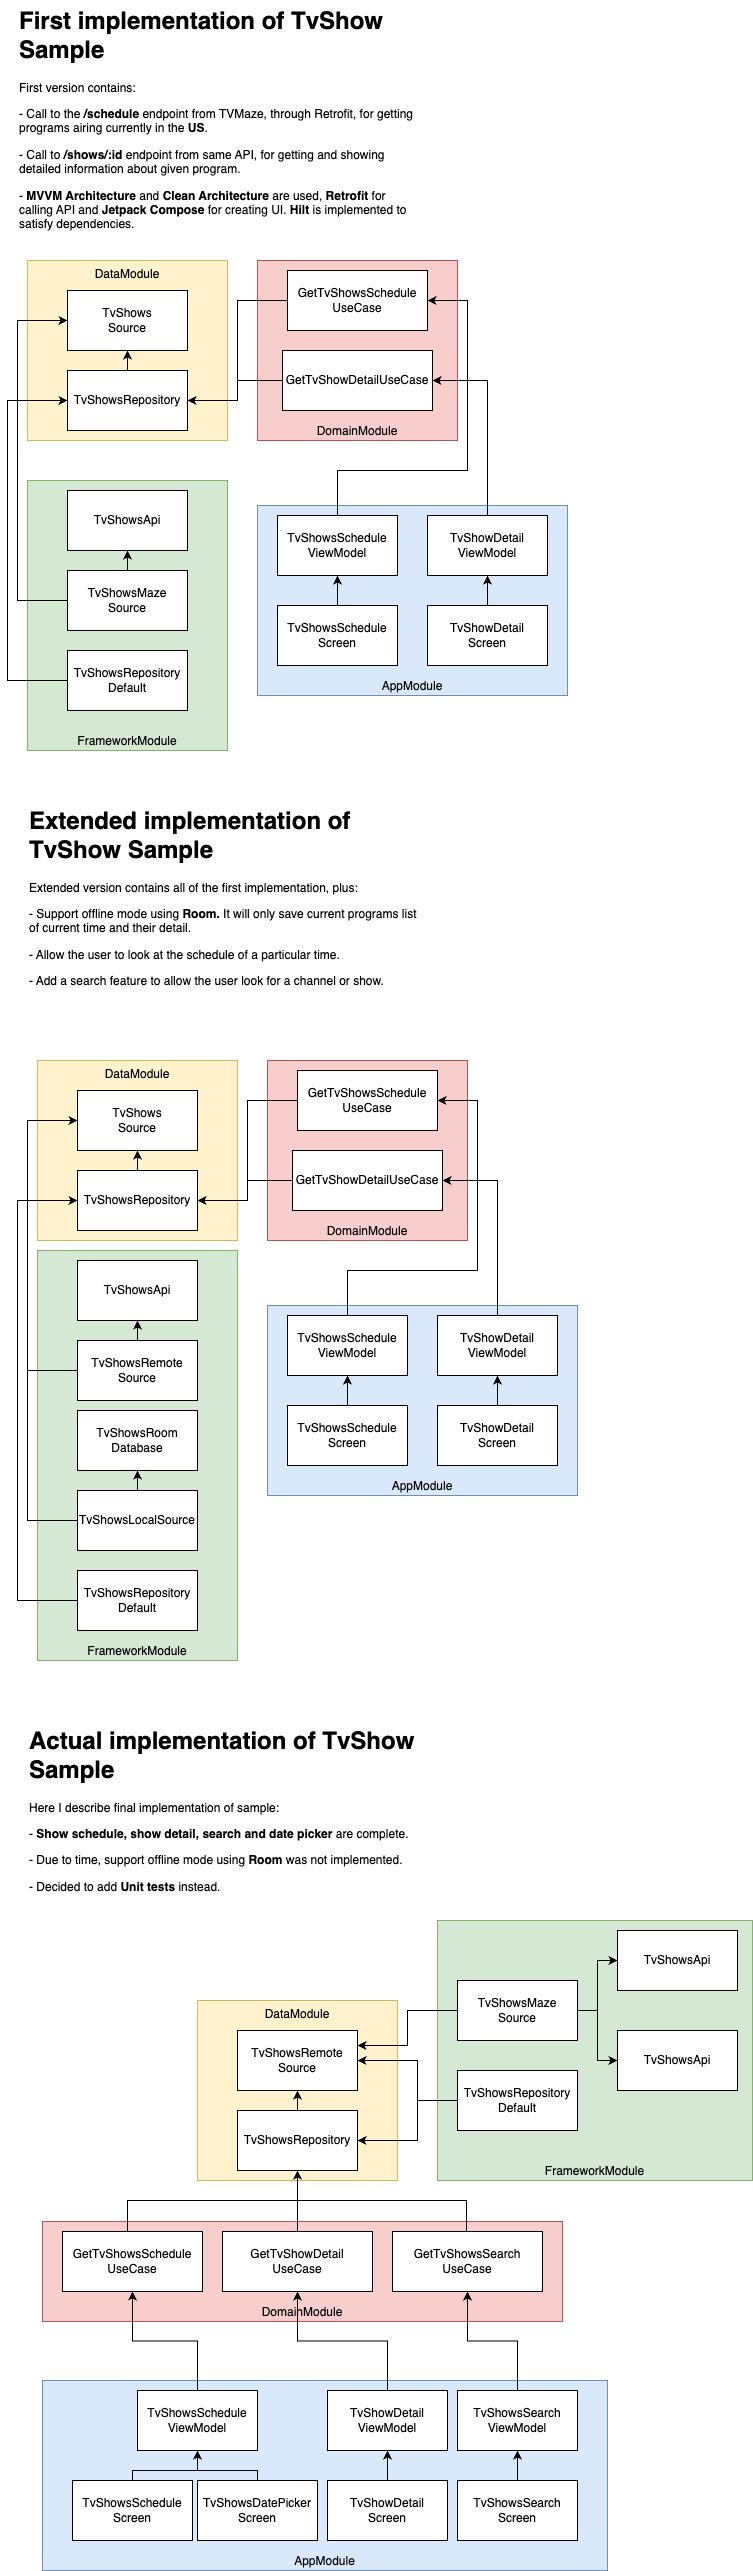 First implementation of TvShow
Sample
First version contains:
- Call to the /schedule endpoint from TVMaze, through Retrofit, for getting
programs airing currently in the US.
- Call to /shows/:id endpoint from same API, for getting and showing
detailed information about given program.
- MVVM Architecture and Clean Architecture are used, Retrofit for
calling API and Jetpack Compose for creating UI. Hilt is implemented to
satisfy dependencies.
DataModule
TvShows
Source
TvShowsRepository
GetTvShowsSchedule
UseCase
GetTvShowDetailUseCase
DomainModule
TvShowsApi
TvShowsMaze
Source
TvShowsRepository
Default
FrameworkModule
TvShowsSchedule
ViewModel
TvShowDetail
ViewModel
TvShowsSchedule
Screen
TvShowDetail
Screen
AppModule
Extended implementation of
TvShow Sample
Extended version contains all of the first implementation, plus:
- Support offline mode using Room. It will only save current programs list
of current time and their detail.
- Allow the user to look at the schedule of a particular time.
- Add a search feature to allow the user look for a channel or show.
DataModule
TvShows
Source
TvShowsRepository
GetTvShowsSchedule
UseCase
GetTvShowDetailUseCase
DomainModule
TvShowsApi
TvShowsRemote
Source
TvShowsRoom
Database
TvShowsLocalSource
TvShowsRepository
Default
FrameworkModule
TvShowsSchedule
ViewModel
TvShowDetail
ViewModel
TvShowsSchedule
Screen
TvShowDetail
Screen
AppModule
Actual implementation of TvShow
Sample
Here I describe final implementation of sample:
- Show schedule, show detail, search and date picker are complete.
- Due to time, support offline mode using Room was not implemented.
- Decided to add Unit tests instead.
DataModule
TvShowsRemote
Source
TvShowsRepository
TvShowsMaze
Source
TvShowsRepository
Default
TvShowsApi
TvShowsApi
FrameworkModule
GetTvShowsSchedule
UseCase
GetTvShowDetail
UseCase
GetTvShowsSearch
UseCase
DomainModule
TvShowsSchedule
ViewModel
TvShowDetail
ViewModel
TvShowsSearch
ViewModel
TvShowsSchedule
Screen
TvShowsDatePicker
Screen
TvShowDetail
Screen
TvShowsSearch
Screen
AppModule